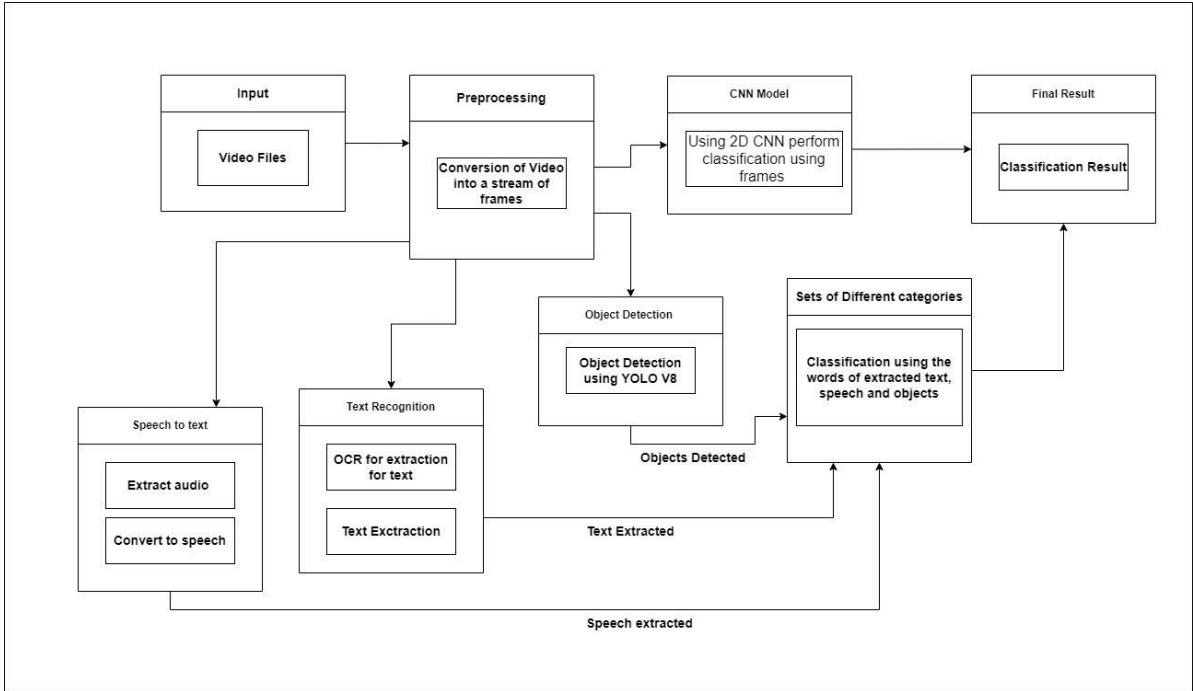 Input
Video Files
Preprocessing
Conversion of Video
into a stream of
frames
CNN Model
Using 2D CNN perform
classification using
frames
Final Result
Classification Result
Object Detection
Object Detection
using YOLO V8
Sets of Different categories
Classification using the
words of extracted text,
speech and objects
Speech to text
Extract audio
Convert to speech
Text Recognition
OCR for extraction
for text
Text Exctraction
Objects Detected
Text Extracted
Speech extracted